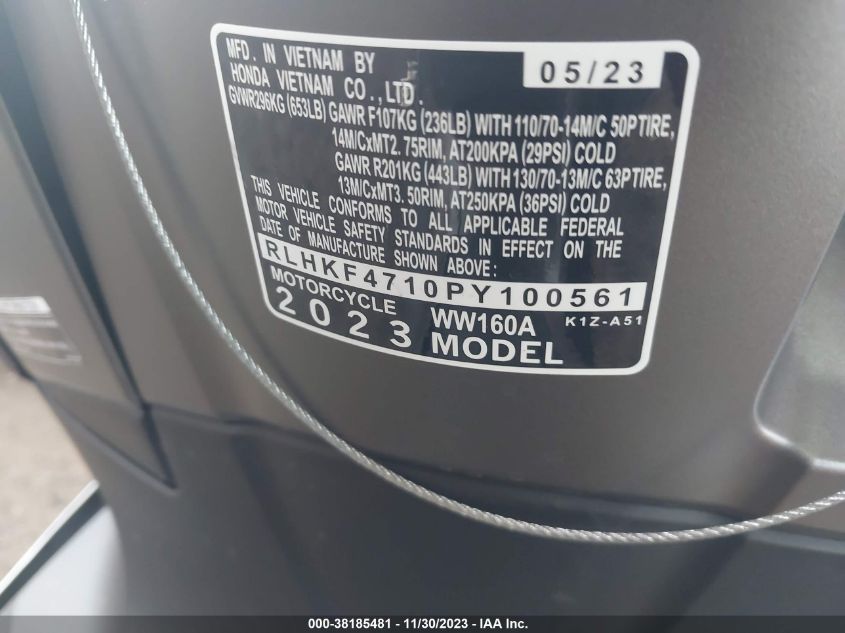 MFD. IN VIETNAM BY 05/23
HONDA VIETNAM CO.,LTD.
GVWR296KG (653LB) GAWR F107KG (236LB) WITH 110/70-14M/C 50PTIRE,
14M/CxMT2. 75RIM, AT200KPA (29PSI) COLD
GAWR R201KG (443LB) WITH 130/70-13M/C 63PTIRE,
13M/CxMT3. 50RIM, AT250KPA (36PSI) COLD
THIS VEHICLE CONFORMS TO ALL APPLICABLE FEDERAL
MOTOR VEHICLE SAFETY STANDARDS IN EFFECT ON THE
DATE OF MANUFACTURE SHOWN ABOVE:
RLHKF4710PY100561
MOTORCYCLE WW160A K1Z-A51
2023 MODEL
000-38185481 - 11/30/2023 - IAA Inc.